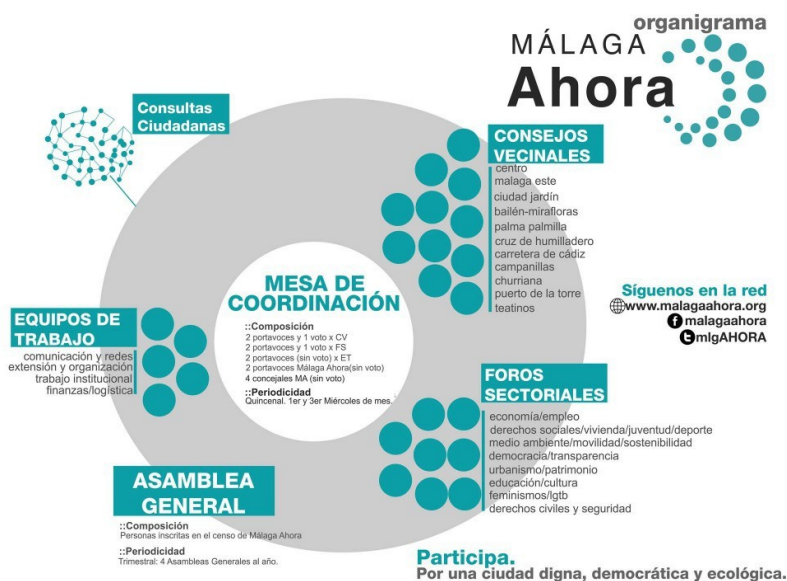 organigrama
MÁLAGA
Ahora
Consultas
Ciudadanas
CONSEJOS
VECINALES
centro
malaga este
ciudad jardín
bailén-mirafloras
palma palmilla
cruz de humilladero
carretera de cádiz
campanillas
churriana
puerto de la torre
teatinos
MESA DE
COORDINACIÓN
::Composición
2 portavoces y 1 voto x CV
2 portavoces y 1 voto x FS
2 portavoces (sin voto) x ET
2 portavoces Málaga Ahora(sin voto)
4 concejales MA (sin voto)
::Periodicidad
Quincenal. 1er y 3er Miércoles de mes.
Síguenos en la red
www.malagaahora.org
malagaahora
mlgAHORA
EQUIPOS DE
TRABAJO
comunicación y redes
extensión y organización
trabajo institucional
finanzas/logística
FOROS
SECTORIALES
economía/empleo
derechos sociales/vivienda/juventud/deporte
medio ambiente/movilidad/sostenibilidad
democracia/transparencia
urbanismo/patrimonio
educación/cultura
feminismos/lgtb
derechos civiles y seguridad
ASAMBLEA
GENERAL
::Composición
Personas inscritas en el censo de Málaga Ahora
::Periodicidad
Trimestral: 4 Asambleas Generales al año.
Participa.
Por una ciudad digna, democrática y ecológica.